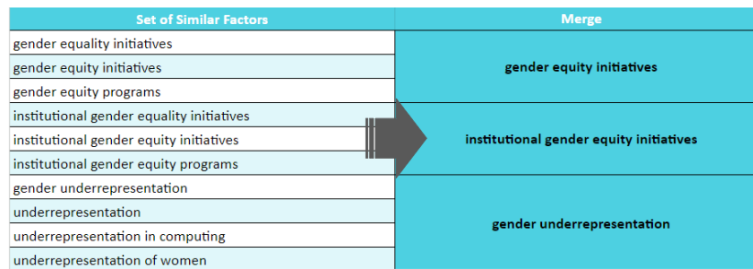 Set of Similar Factors
Merge
gender equality initiatives
gender equity initiatives
gender equity programs
gender equity initiatives
institutional gender equality initiatives
institutional gender equity initiatives
institutional gender equity programs
institutional gender equity initiatives
gender underrepresentation
underrepresentation
underrepresentation in computing
underrepresentation of women
gender underrepresentation